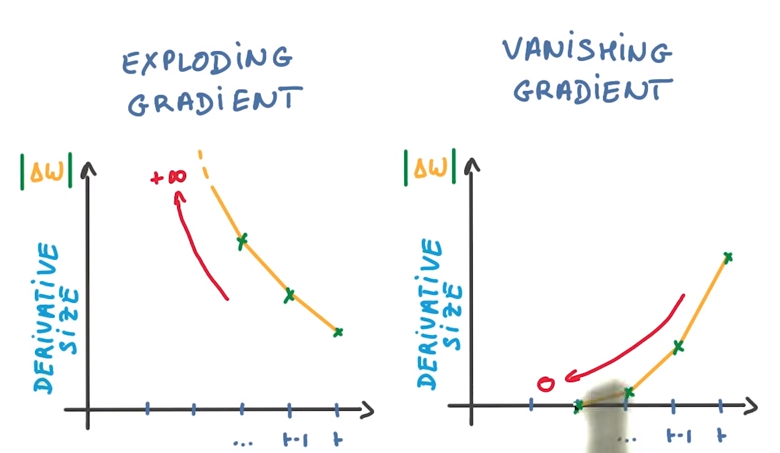 EXPLODING
GRADIENT
|ΔW|
+∞
DERIVATIVE
SIZE
... t-1 t
VANISHING
GRADIENT
|ΔW|
DERIVATIVE
SIZE
0
... t-1 t